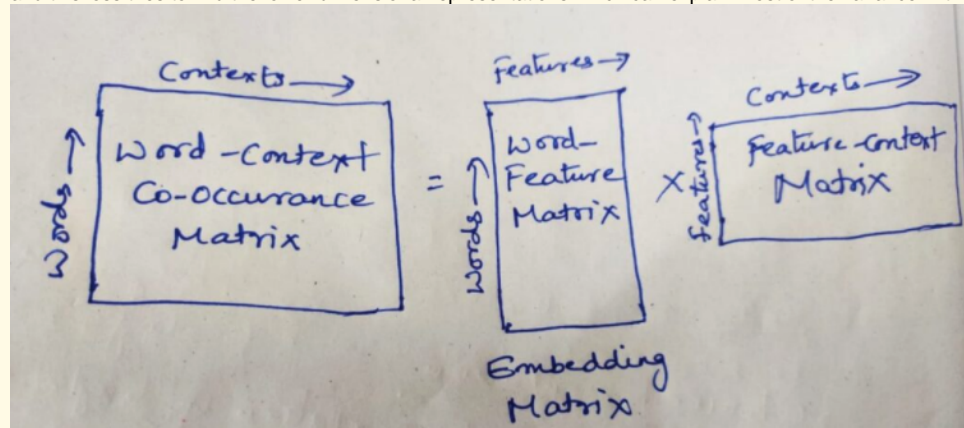 Contexts →
Words →
Word-Context
Co-Occurance
Matrix
=
Features →
Words →
Word-
Feature
Matrix
Embedding
Matrix
X
Contexts →
Features →
Feature-Context
Matrix